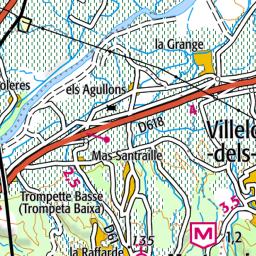 la Grange
oleres
els Agullons
D618
4
Villelo
-dels-
Mas-Santraille
2,5
Trompette Basse
(Trompeta Baixa)
3,5
M
1,2
la Raffarde
135